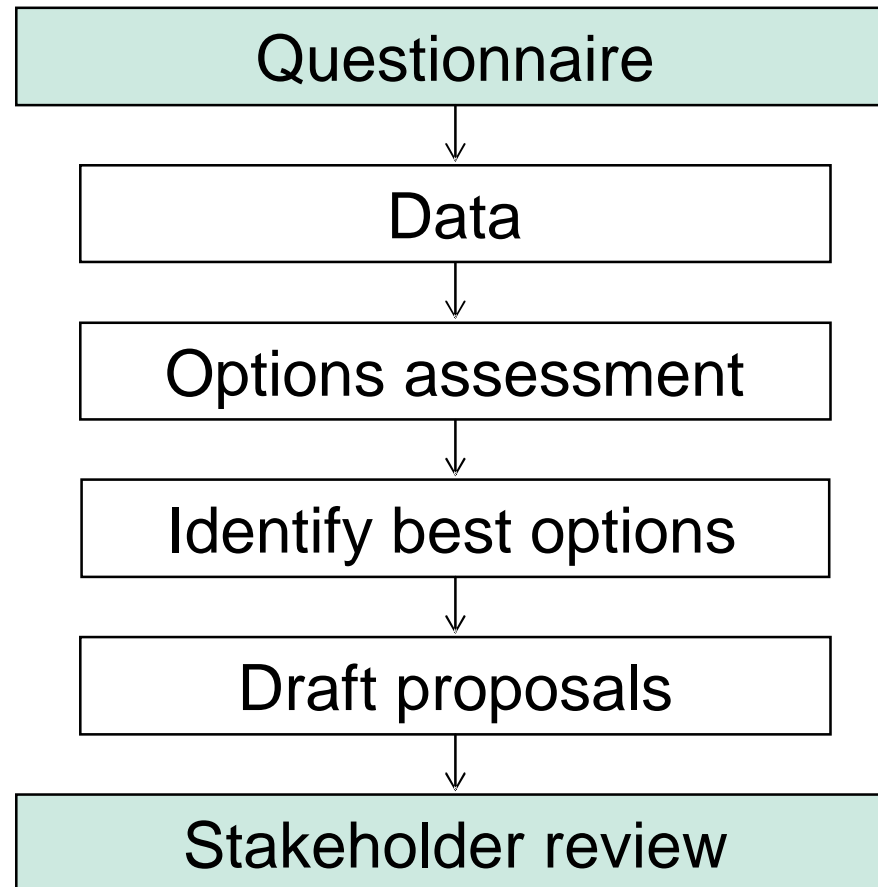 Questionnaire
Data
Options assessment
Identify best options
Draft proposals
Stakeholder review